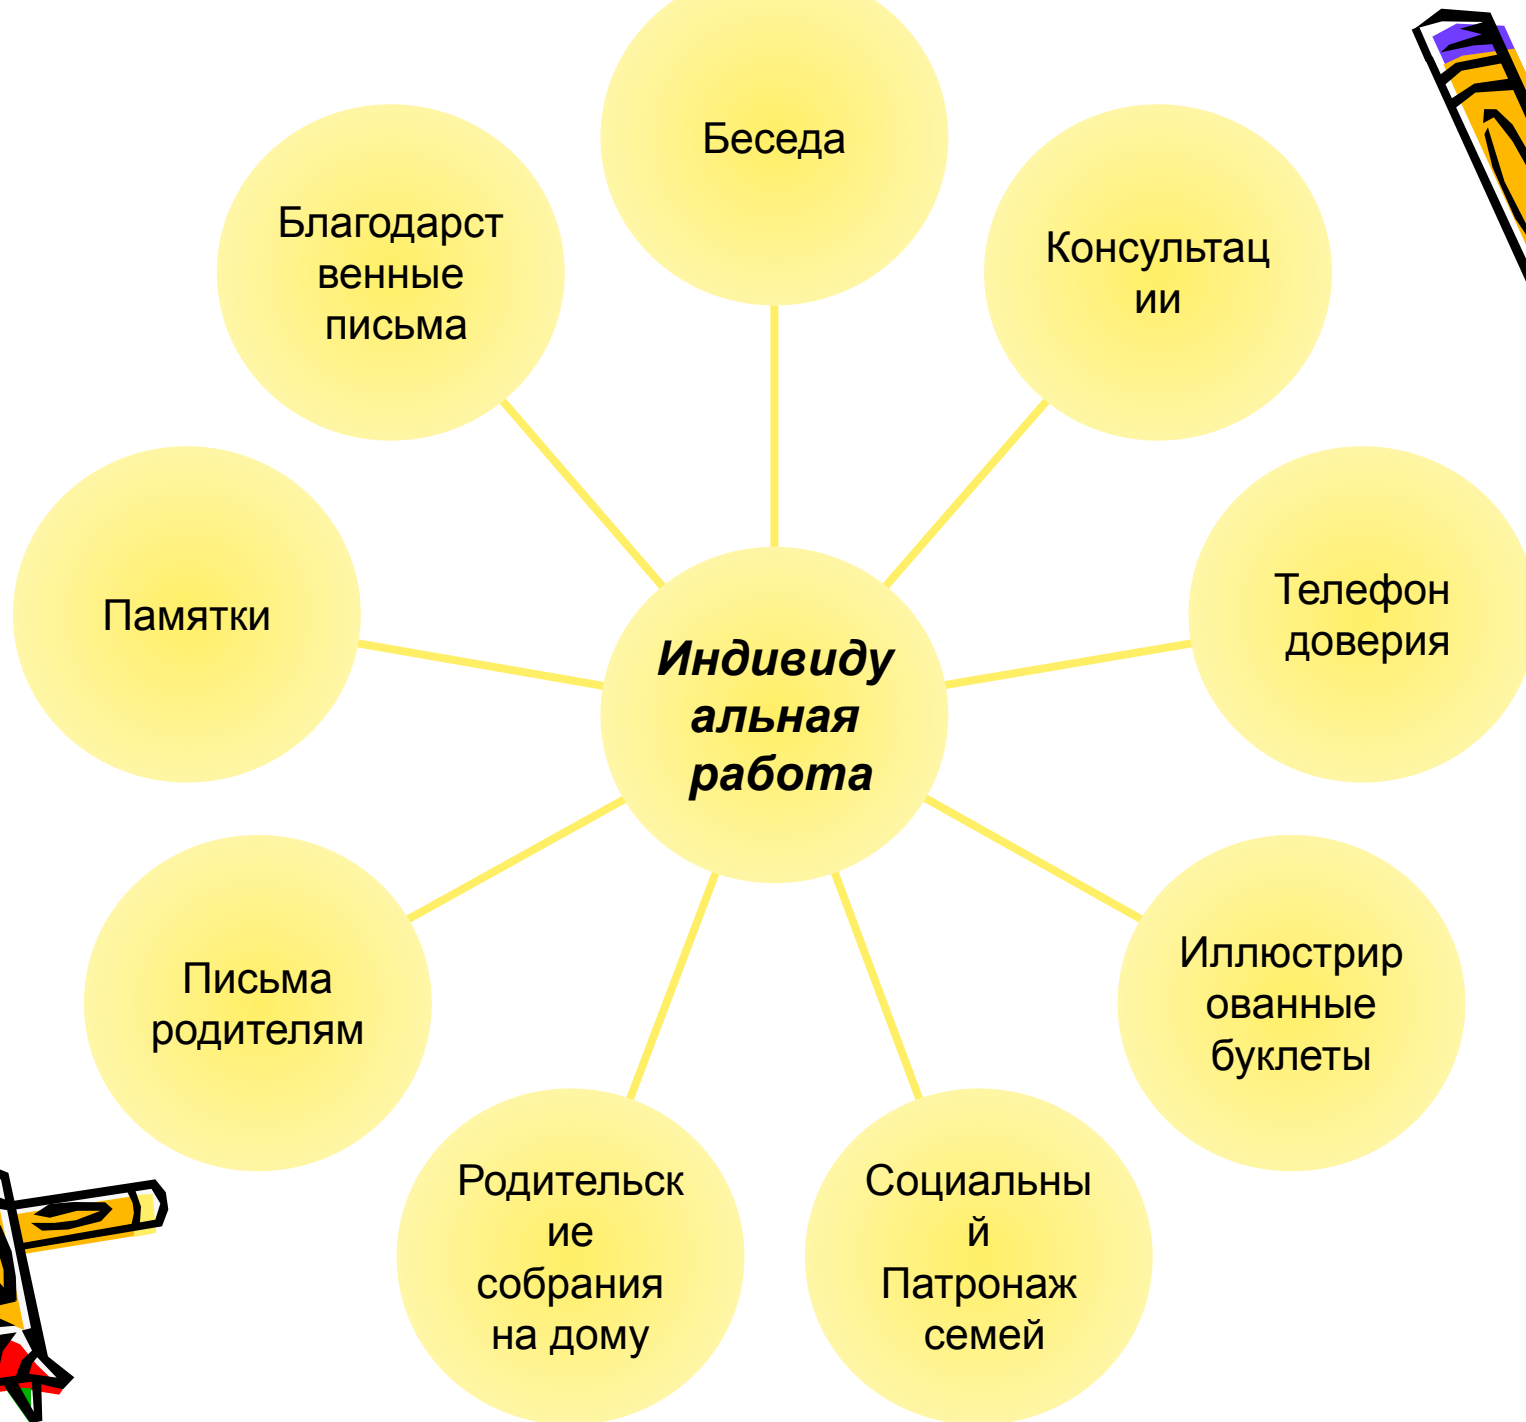 Беседа
Консультац
ии
Телефон
доверия
Иллюстрир
ованные
буклеты
Социальны
й
Патронаж
семей
Родительск
ие
собрания
на дому
Письма
родителям
Памятки
Благодарст
венные
письма
Индивиду
альная
работа